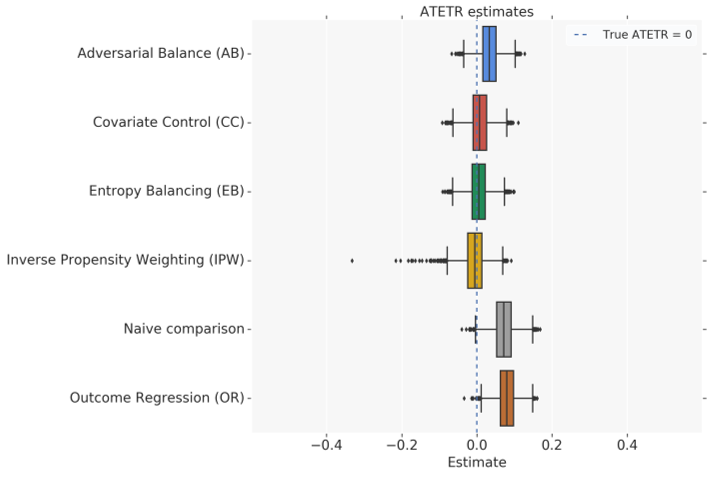 ATETR estimates
True ATETR = 0
Adversarial Balance (AB)
Covariate Control (CC)
Entropy Balancing (EB)
Inverse Propensity Weighting (IPW)
Naive comparison
Outcome Regression (OR)
−0.4 −0.2 0.0 0.2 0.4
Estimate